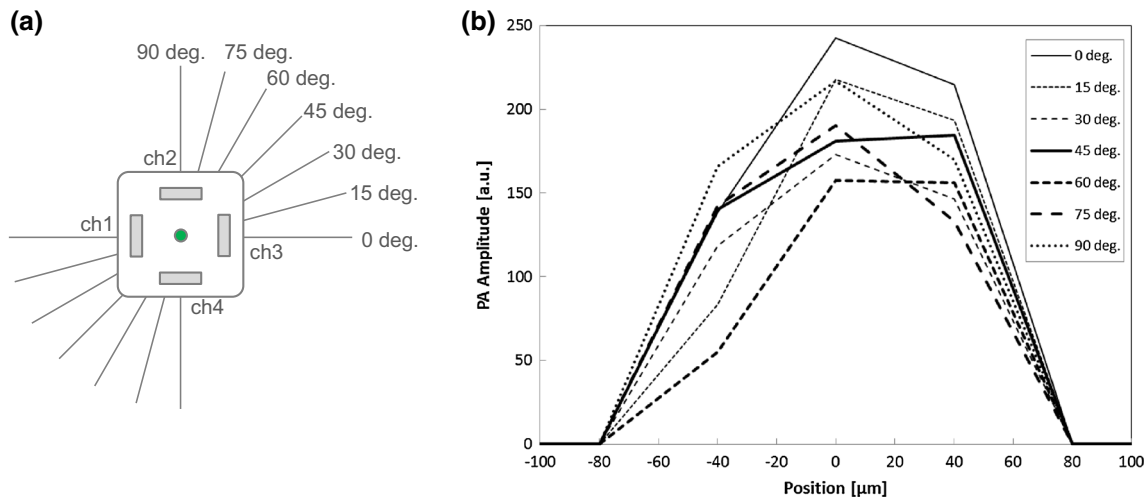 (a)
90 deg.
75 deg.
60 deg.
45 deg.
30 deg.
15 deg.
0 deg.
ch2
ch1
ch3
ch4
(b)
PA Amplitude [a.u.]
250
200
150
100
50
0
-100 -80 -60 -40 -20 0 20 40 60 80 100
Position [µm]
0 deg.
15 deg.
30 deg.
45 deg.
60 deg.
75 deg.
90 deg.